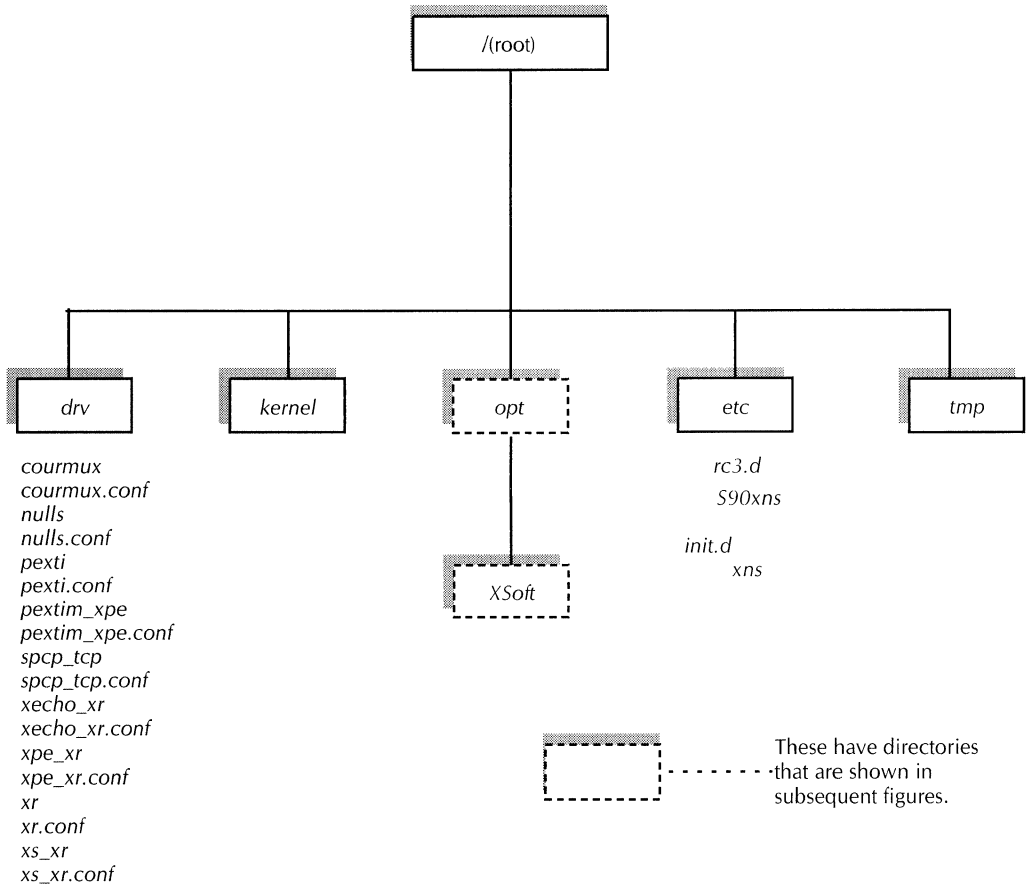 /(root)
drv
kernel
opt
etc
tmp
courmux
courmux.conf
nulls
nulls.conf
pexti
pexti.conf
pextim_xpe
pextim_xpe.conf
spcp_tcp
spcp_tcp.conf
xecho_xr
xecho_xr.conf
xpe_xr
xpe_xr.conf
xr
xr.conf
xs_xr
xs_xr.conf
XSoft
rc3.d
S90xns
init.d
xns
These have directories
that are shown in
subsequent figures.